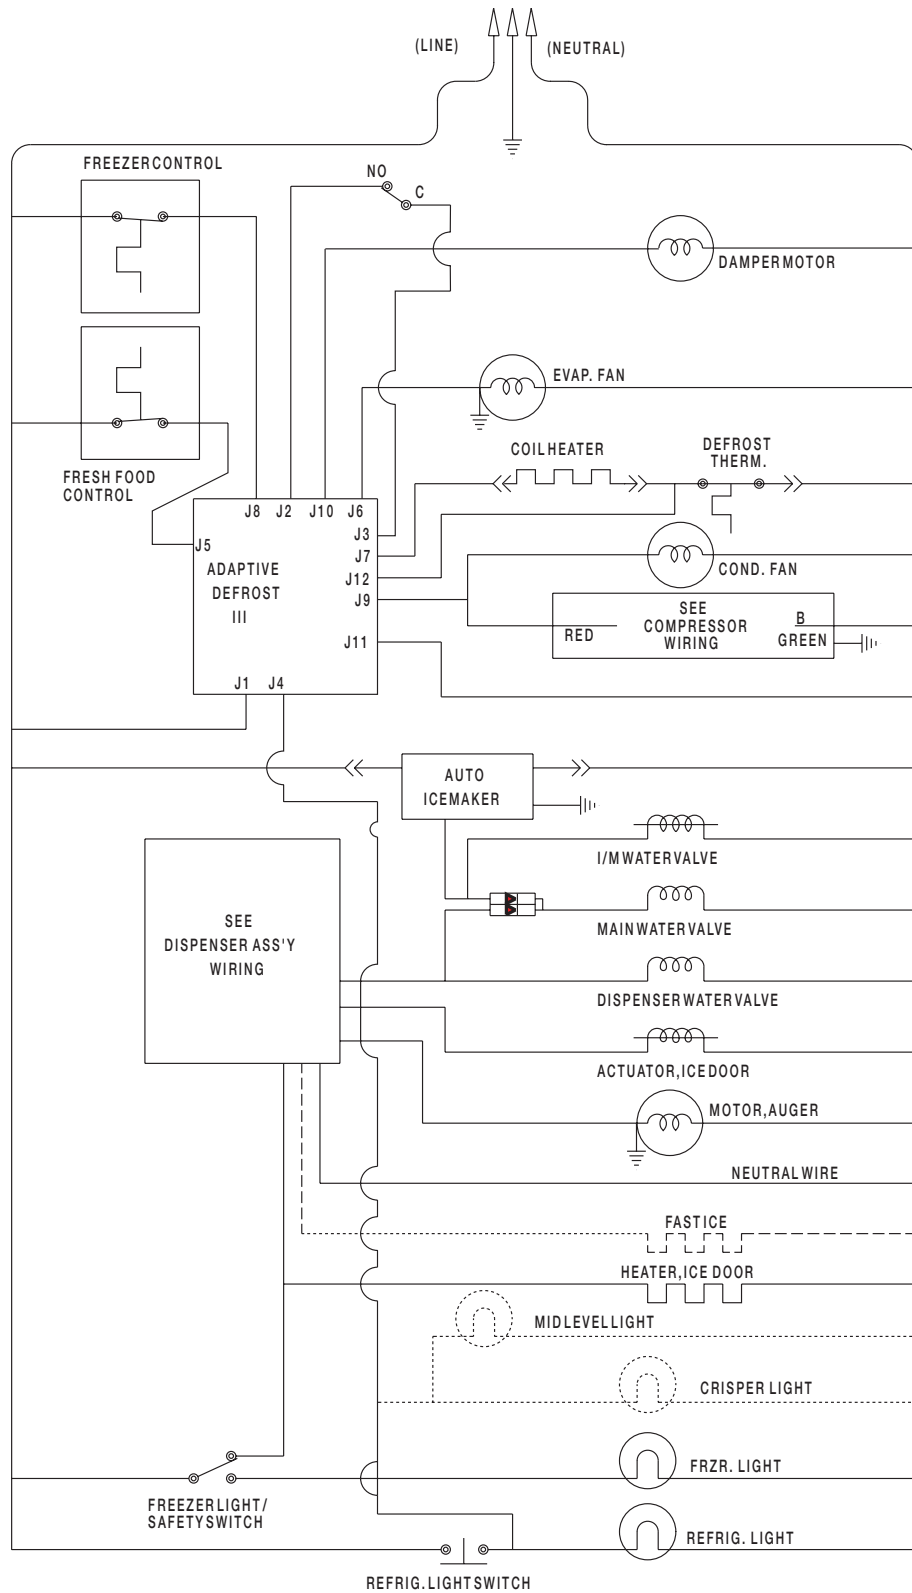 (LINE)
(NEUTRAL)
FREEZER CONTROL
NO
C
DAMPER MOTOR
EVAP. FAN
COIL HEATER
DEFROST
THERM.
FRESH FOOD
CONTROL
J8 J2 J10 J6
J3
J5
J7
ADAPTIVE
DEFROST
III
J12
J9
COND. FAN
SEE
COMPRESSOR
WIRING
RED
B
GREEN
J11
J1 J4
AUTO
ICEMAKER
I/M WATER VALVE
SEE
DISPENSER ASS'Y
WIRING
MAIN WATER VALVE
DISPENSER WATER VALVE
ACTUATOR, ICE DOOR
MOTOR, AUGER
NEUTRAL WIRE
FAST ICE
HEATER, ICE DOOR
MID LEVEL LIGHT
CRISPER LIGHT
FRZR. LIGHT
FREEZER LIGHT/
SAFETY SWITCH
REFRIG. LIGHT
REFRIG. LIGHT SWITCH